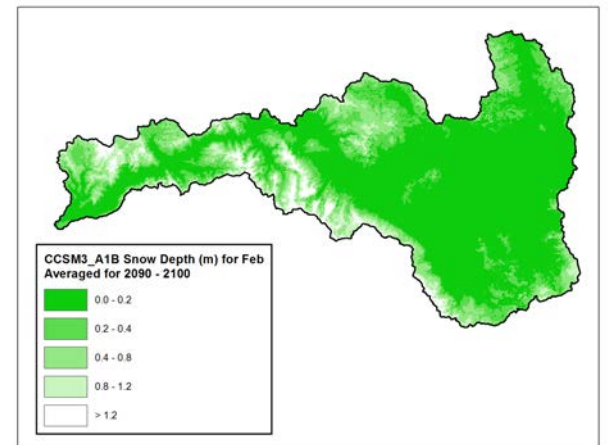 CCSM3_A1B Snow Depth (m) for Feb
Averaged for 2090 - 2100
0.0 - 0.2
0.2 - 0.4
0.4 - 0.8
0.8 - 1.2
> 1.2